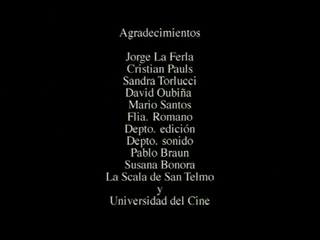 Agradecimientos
Jorge La Ferla
Cristian Pauls
Sandra Torlucci
David Oubiña
Mario Santos
Flia. Romano
Depto. edición
Depto. sonido
Pablo Braun
Susana Bonora
La Scala de San Telmo
y
Universidad del Cine